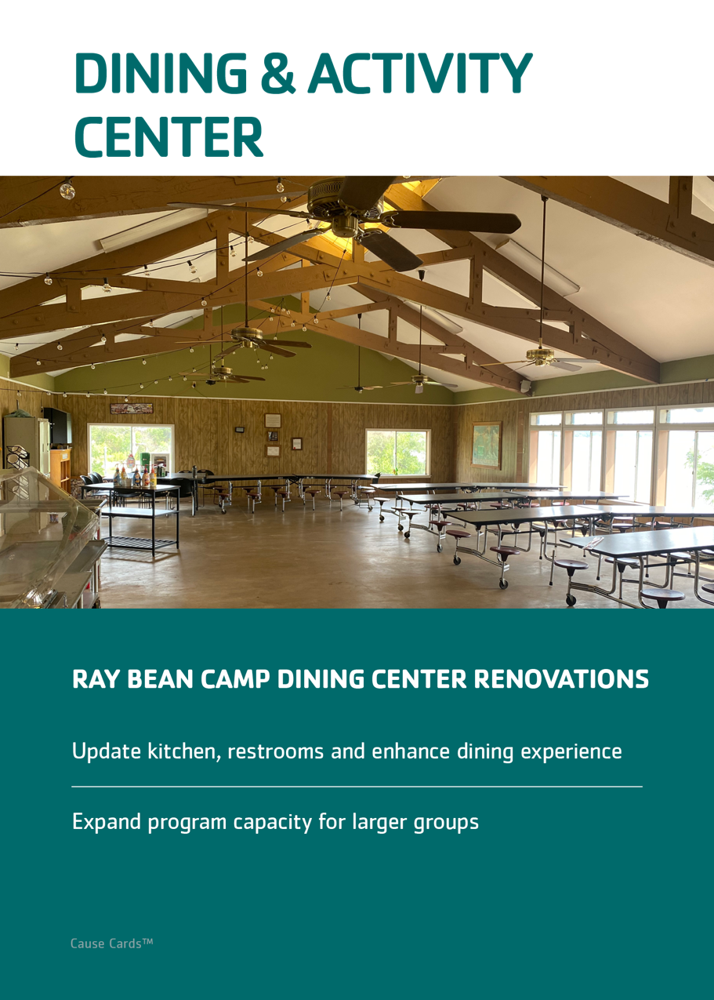 DINING & ACTIVITY
CENTER
RAY BEAN CAMP DINING CENTER RENOVATIONS
Update kitchen, restrooms and enhance dining experience
Expand program capacity for larger groups
Cause Cards™